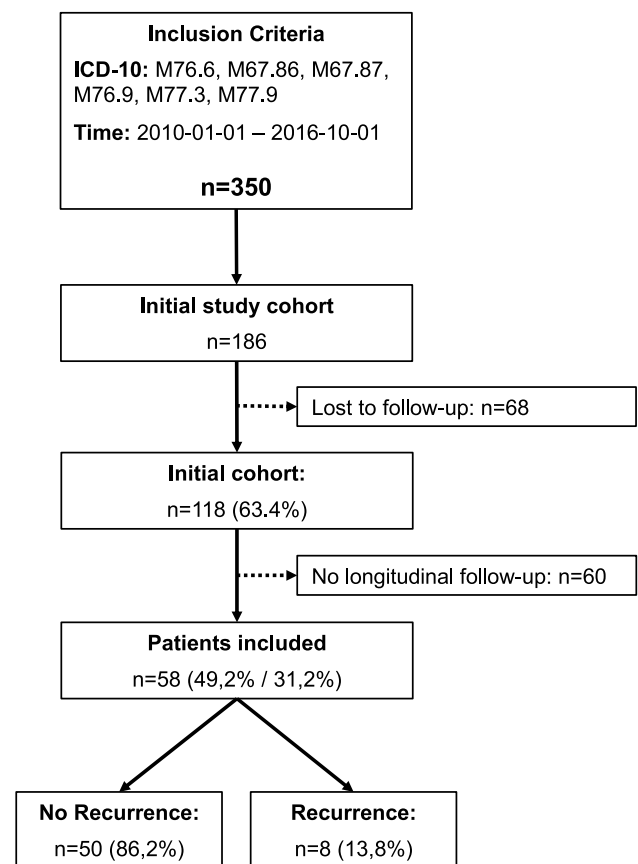 Inclusion Criteria
ICD-10: M76.6, M67.86, M67.87,
M76.9, M77.3, M77.9
Time: 2010-01-01 – 2016-10-01
n=350
Initial study cohort
n=186
Lost to follow-up: n=68
Initial cohort:
n=118 (63.4%)
No longitudinal follow-up: n=60
Patients included
n=58 (49,2% / 31,2%)
No Recurrence:
n=50 (86,2%)
Recurrence:
n=8 (13,8%)